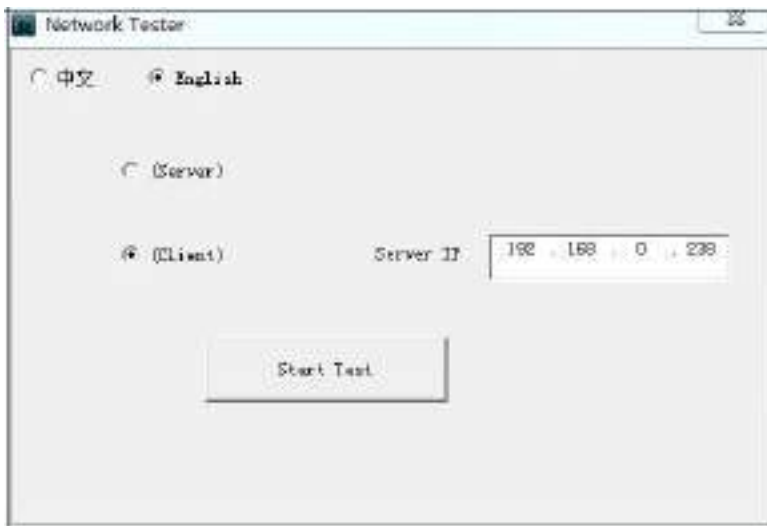 Network Tester
中文 English
(Server)
(Client) Server IP 192 . 168 . 0 . 238
Start Test